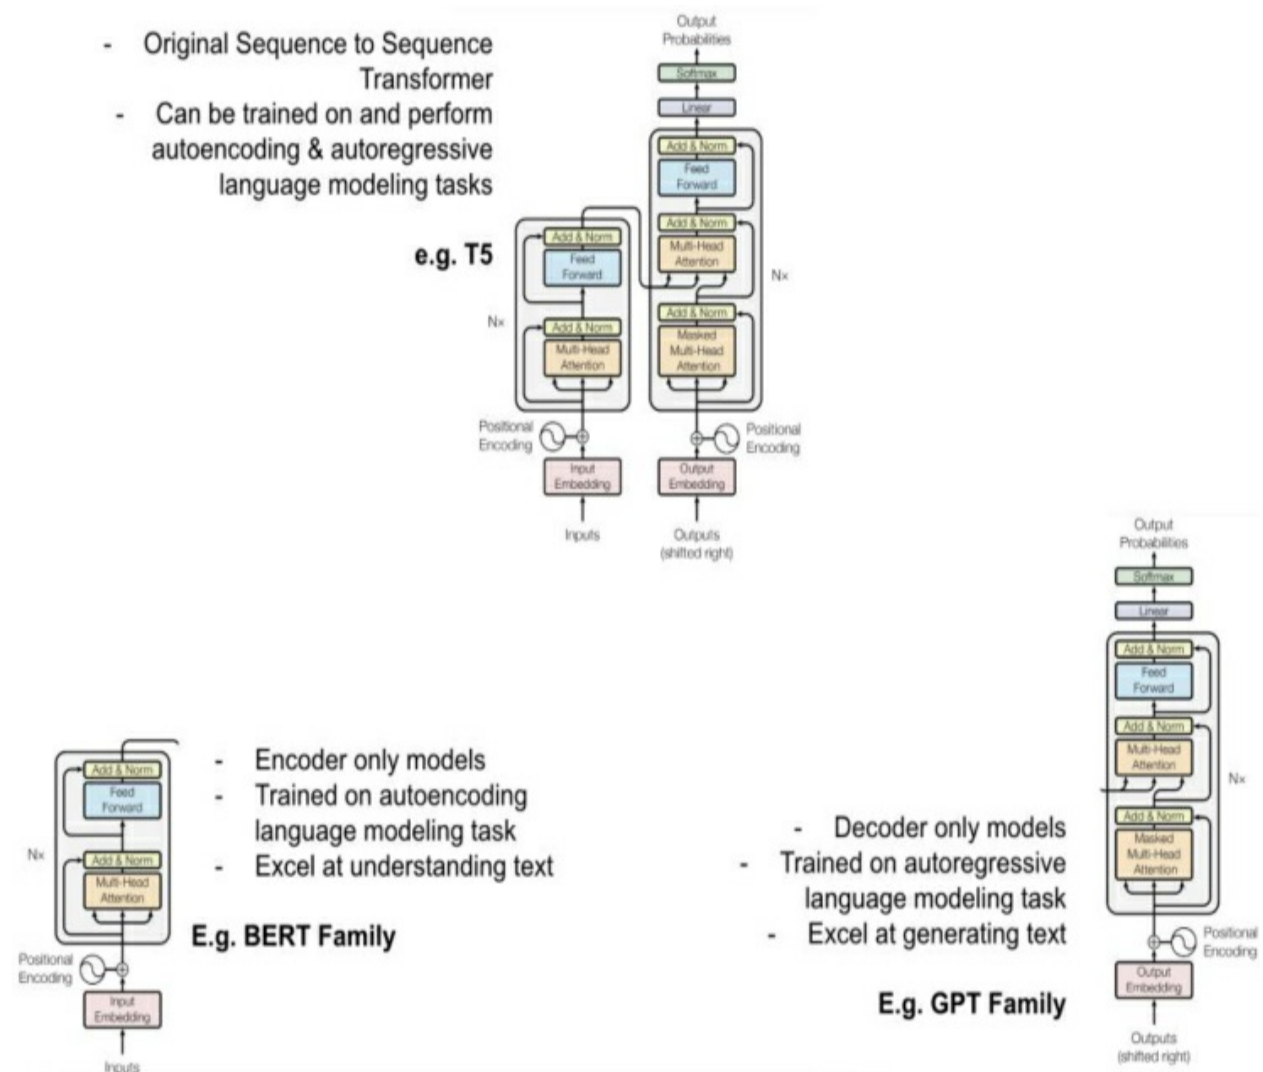 - Original Sequence to Sequence
Transformer
- Can be trained on and perform
autoencoding & autoregressive
language modeling tasks
e.g. T5
Output
Probabilities
Softmax
Linear
Add & Norm
Feed
Forward
Add & Norm
Multi-Head
Attention
Nx
Add & Norm
Masked
Multi-Head
Attention
Positional
Encoding
Output
Embedding
Outputs
(shifted right)
Add & Norm
Feed
Forward
Nx
Add & Norm
Multi-Head
Attention
Positional
Encoding
Input
Embedding
Inputs
Add & Norm
Feed
Forward
Nx
Add & Norm
Multi-Head
Attention
Positional
Encoding
Input
Embedding
Inputs
- Encoder only models
- Trained on autoencoding
language modeling task
- Excel at understanding text
E.g. BERT Family
- Decoder only models
- Trained on autoregressive
language modeling task
- Excel at generating text
E.g. GPT Family
Output
Probabilities
Softmax
Linear
Add & Norm
Feed
Forward
Add & Norm
Multi-Head
Attention
Nx
Add & Norm
Masked
Multi-Head
Attention
Positional
Encoding
Output
Embedding
Outputs
(shifted right)